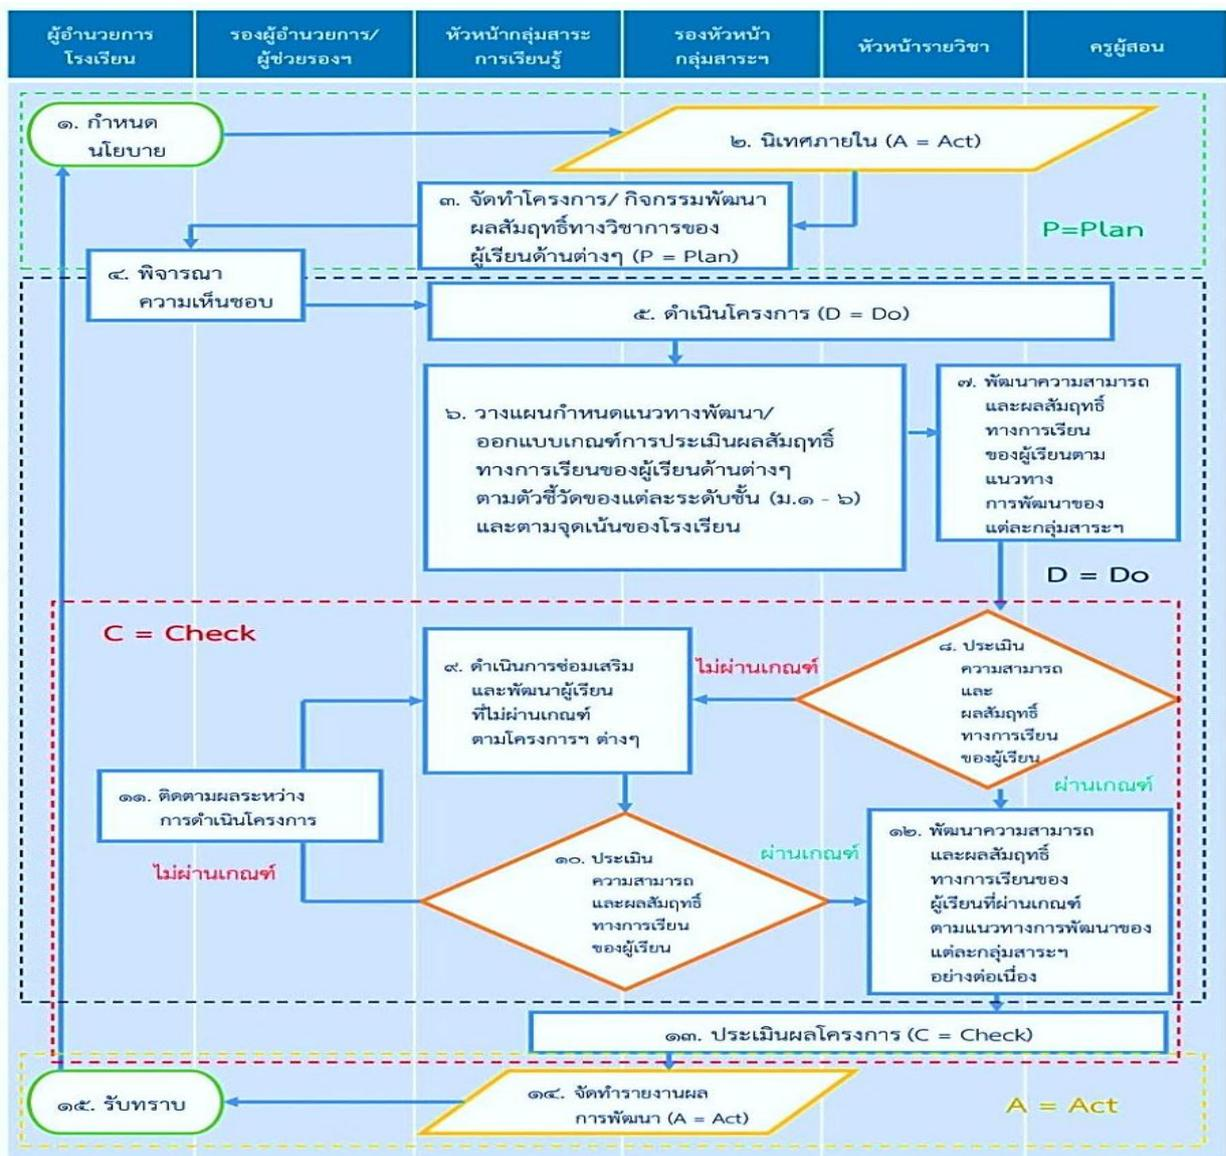 ผู้อำนวยการ
โรงเรียน
รองผู้อำนวยการ/
ผู้ช่วยรองฯ
หัวหน้ากลุ่มสาระ
การเรียนรู้
รองหัวหน้า
กลุ่มสาระฯ
หัวหน้ารายวิชา
ครูผู้สอน
๑. กำหนด
นโยบาย
๒. นิเทศภายใน (A = Act)
๓. จัดทำโครงการ/ กิจกรรมพัฒนา
ผลสัมฤทธิ์ทางวิชาการของ
ผู้เรียนด้านต่างๆ (P = Plan)
P=Plan
๔. พิจารณา
ความเห็นชอบ
๕. ดำเนินโครงการ (D = Do)
๖. วางแผนกำหนดแนวทางพัฒนา/
ออกแบบเกณฑ์การประเมินผลสัมฤทธิ์
ทางการเรียนของผู้เรียนด้านต่างๆ
ตามตัวชี้วัดของแต่ละระดับชั้น (ม.๑ - ๖)
และตามจุดเน้นของโรงเรียน
๗. พัฒนาความสามารถ
และผลสัมฤทธิ์
ทางการเรียน
ของผู้เรียนตาม
แนวทาง
การพัฒนาของ
แต่ละกลุ่มสาระฯ
D = Do
C = Check
๘. ประเมิน
ความสามารถ
และ
ผลสัมฤทธิ์
ทางการเรียน
ของผู้เรียน
ไม่ผ่านเกณฑ์
๙. ดำเนินการซ่อมเสริม
และพัฒนาผู้เรียน
ที่ไม่ผ่านเกณฑ์
ตามโครงการฯ ต่างๆ
ผ่านเกณฑ์
๑๑. ติดตามผลระหว่าง
การดำเนินโครงการ
ไม่ผ่านเกณฑ์
๑๐. ประเมิน
ความสามารถ
และผลสัมฤทธิ์
ทางการเรียน
ของผู้เรียน
ผ่านเกณฑ์
๑๒. พัฒนาความสามารถ
และผลสัมฤทธิ์
ทางการเรียนของ
ผู้เรียนที่ผ่านเกณฑ์
ตามแนวทางการพัฒนาของ
แต่ละกลุ่มสาระฯ
อย่างต่อเนื่อง
๑๓. ประเมินผลโครงการ (C = Check)
๑๔. จัดทำรายงานผล
การพัฒนา (A = Act)
๑๕. รับทราบ
A = Act